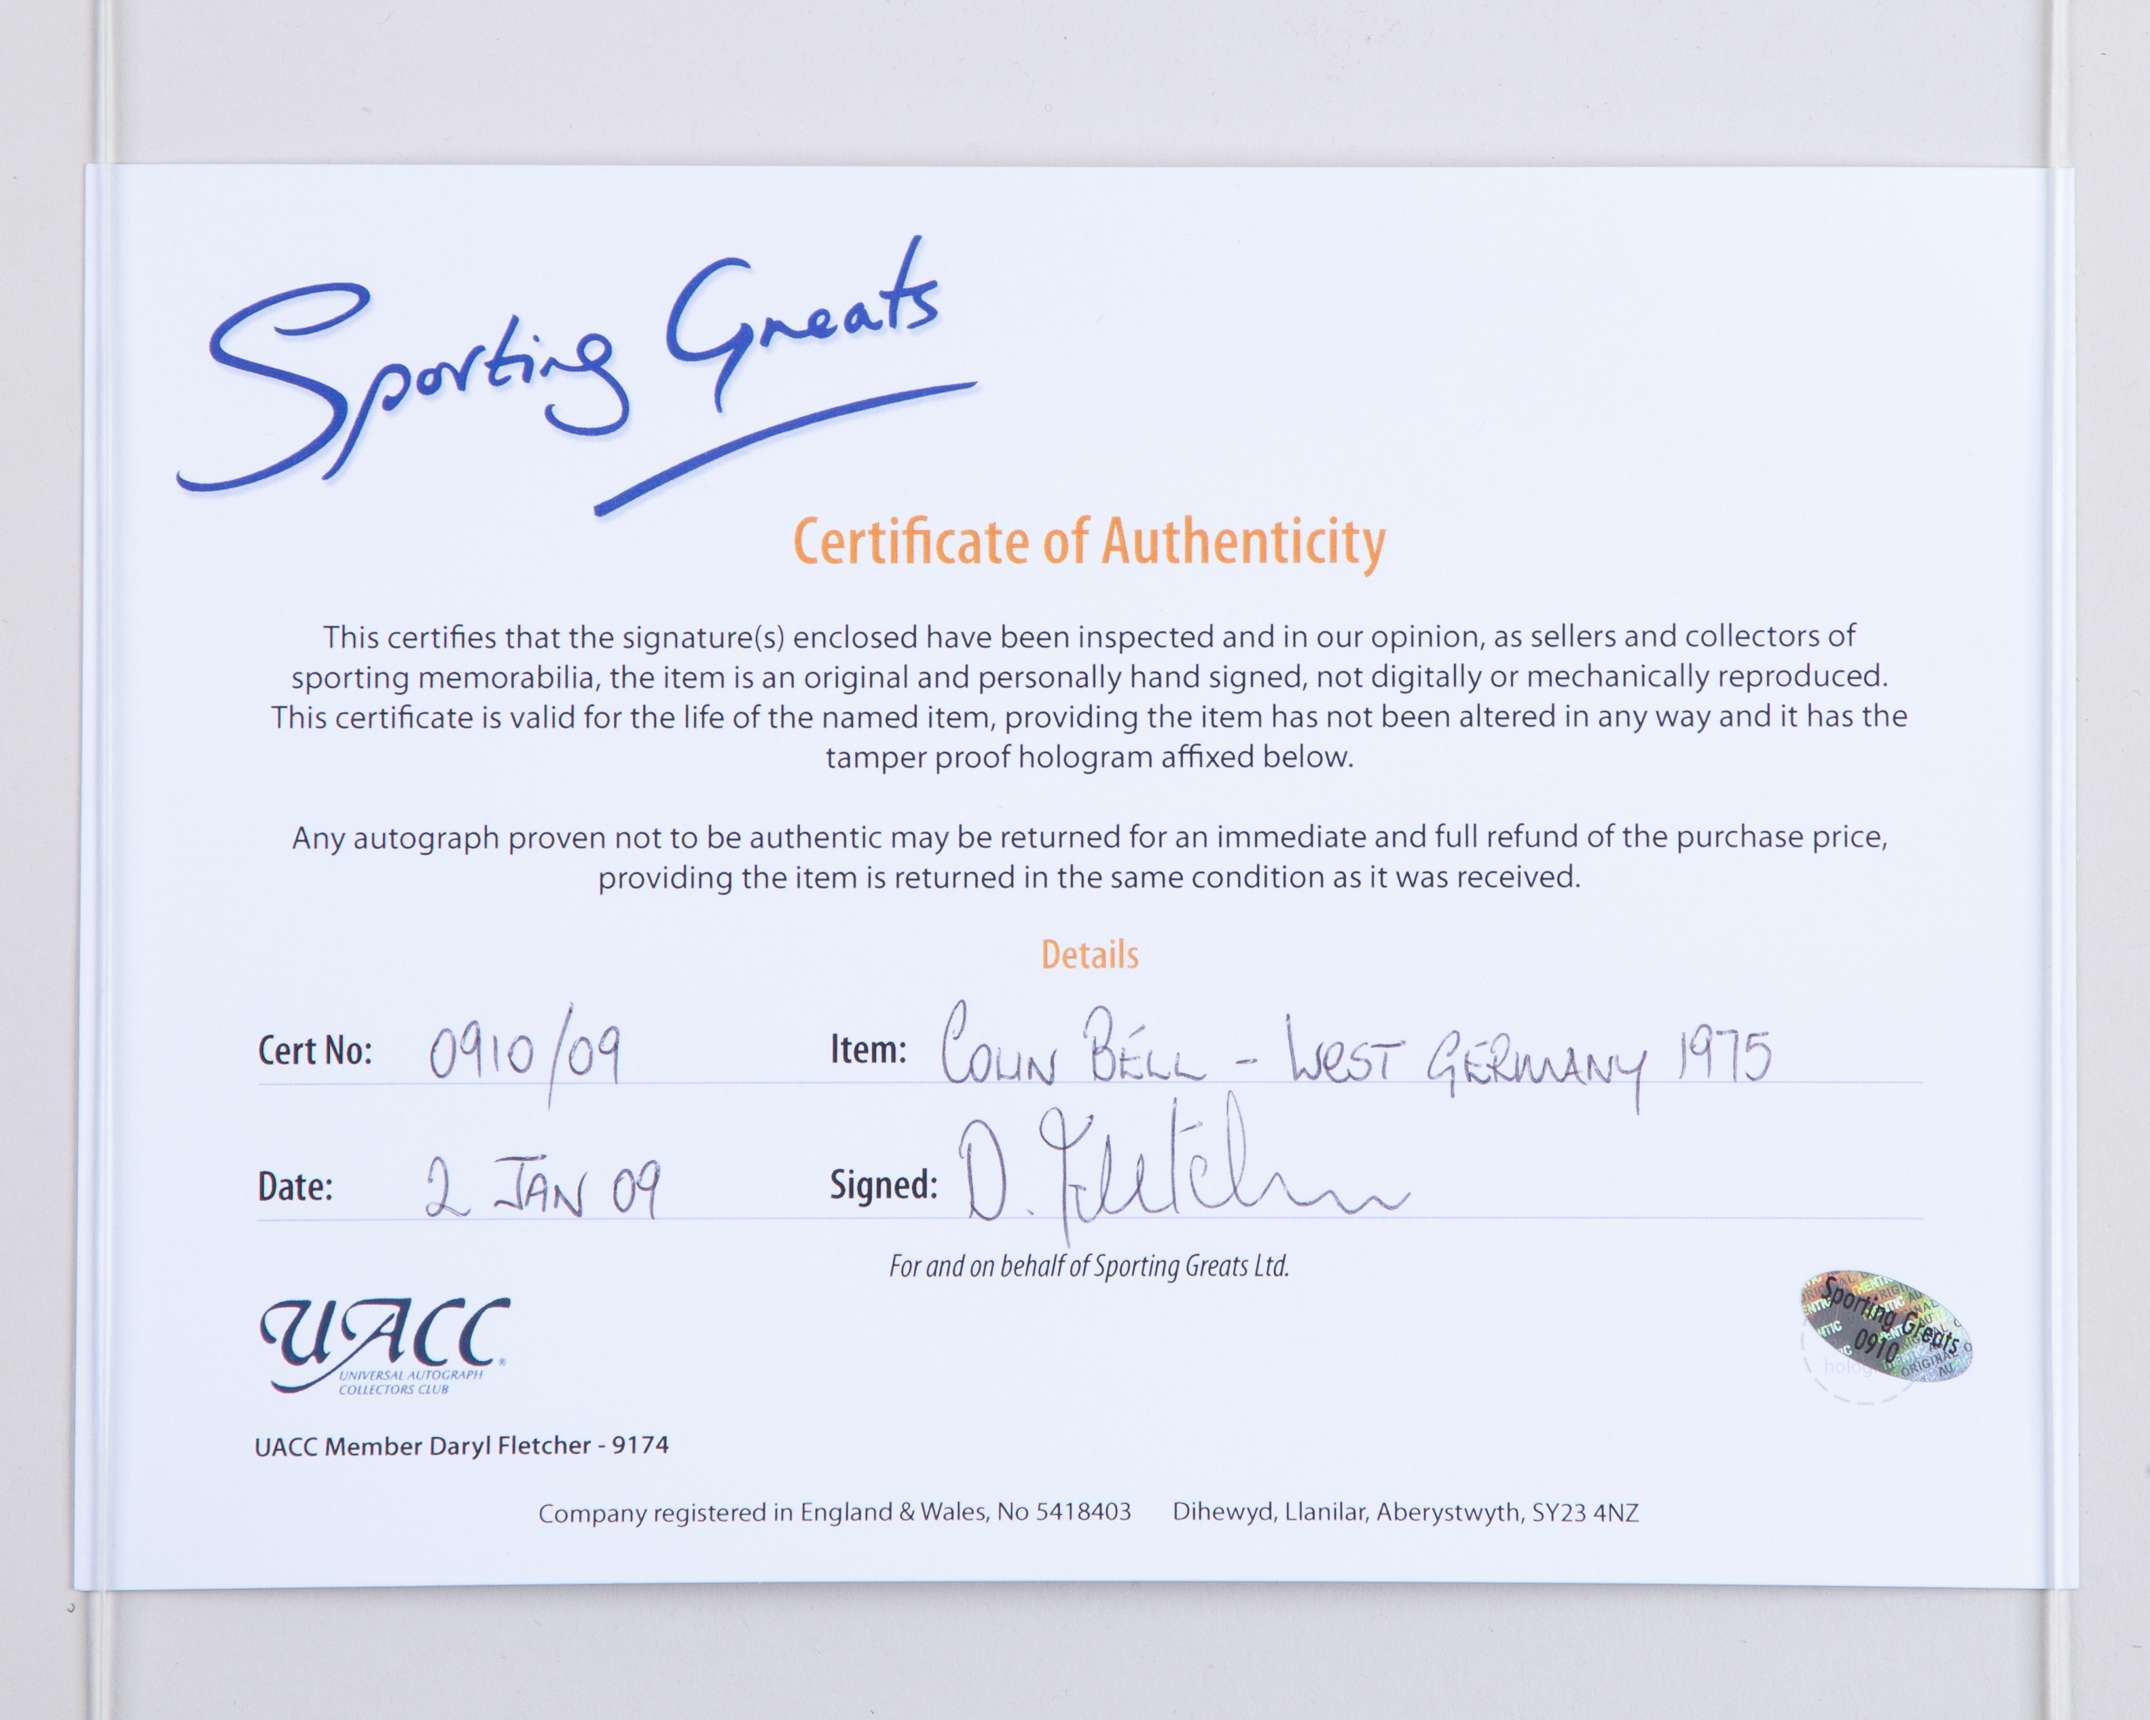 Sporting Greats
Certificate of Authenticity
This certifies that the signature(s) enclosed have been inspected and in our opinion, as sellers and collectors of
sporting memorabilia, the item is an original and personally hand signed, not digitally or mechanically reproduced.
This certificate is valid for the life of the named item, providing the item has not been altered in any way and it has the
tamper proof hologram affixed below.
Any autograph proven not to be authentic may be returned for an immediate and full refund of the purchase price,
providing the item is returned in the same condition as it was received.
Details
Cert No: 0910/09 Item: COLIN BELL - WEST GERMANY 1975
Date: 2 JAN 09 Signed: D. Fletcher
For and on behalf of Sporting Greats Ltd.
UACC®
UNIVERSAL AUTOGRAPH
COLLECTORS CLUB
Sporting Greats
0910
UACC Member Daryl Fletcher - 9174
Company registered in England & Wales, No 5418403 Dihewyd, Llanilar, Aberystwyth, SY23 4NZ